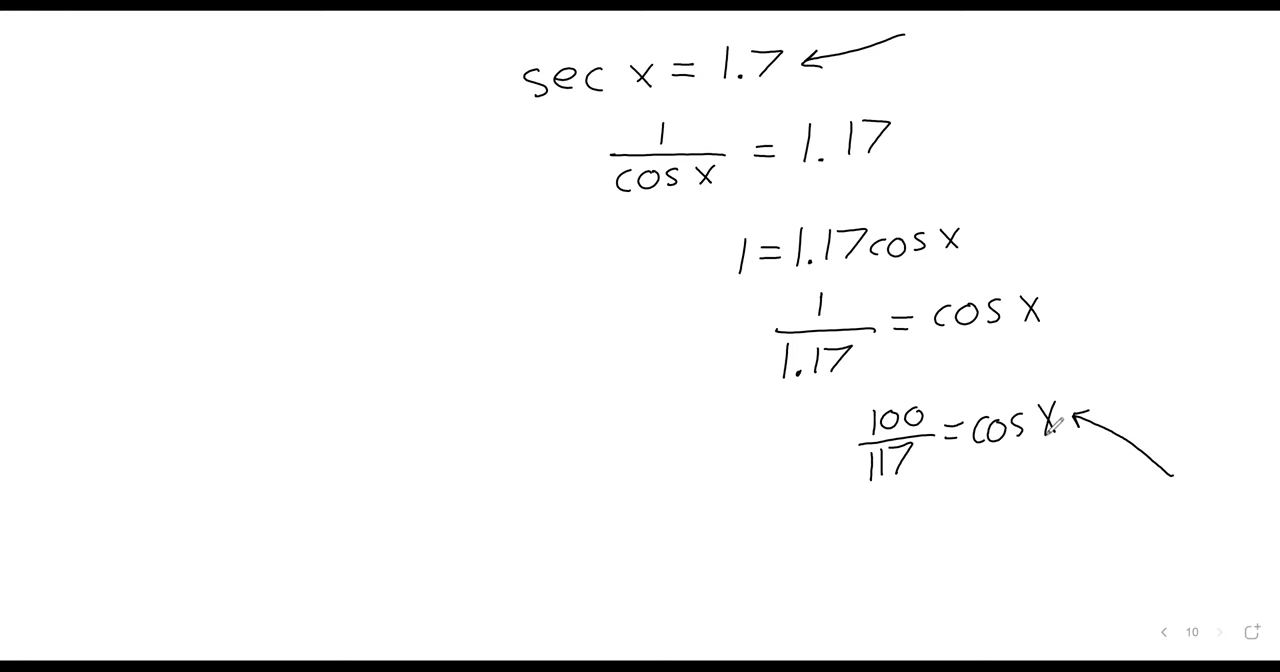 sec x = 1.7
1/cos x = 1.17
1 = 1.17cos x
1/1.17 = cos x
100/117 = cos x
< 10 >